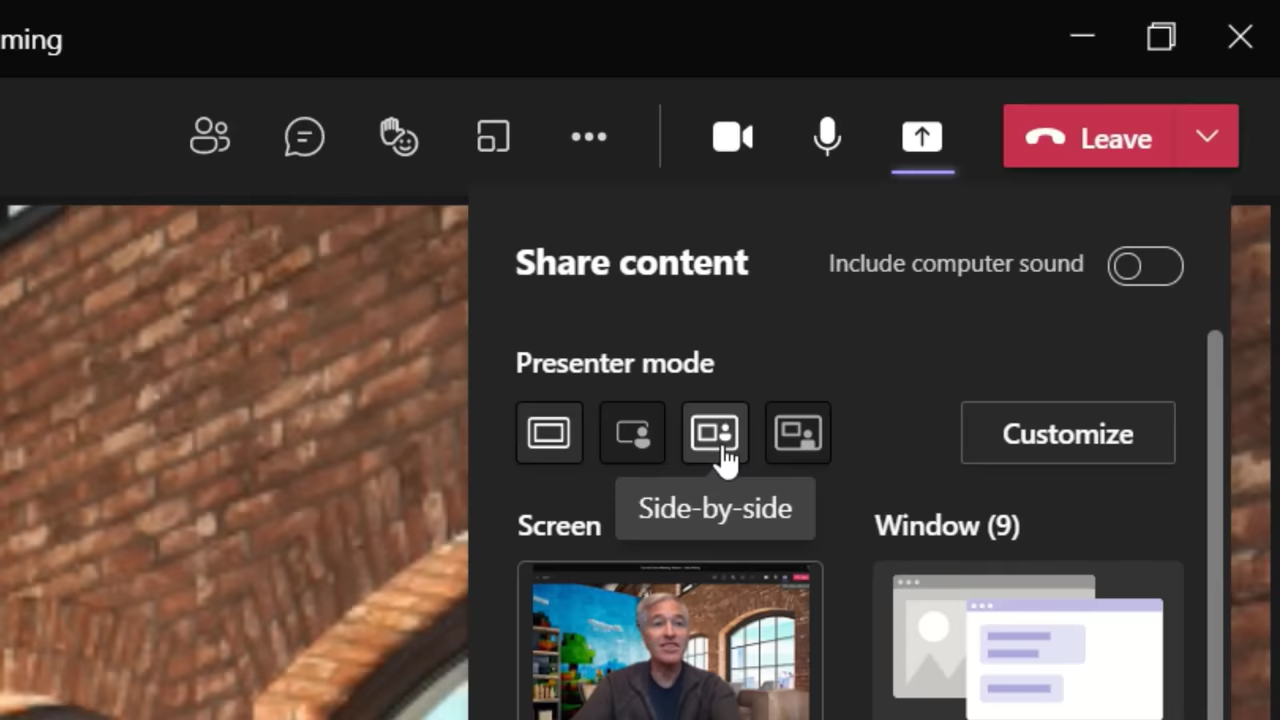 ming
Leave
Share content
Include computer sound
Presenter mode
Customize
Side-by-side
Screen
Window (9)